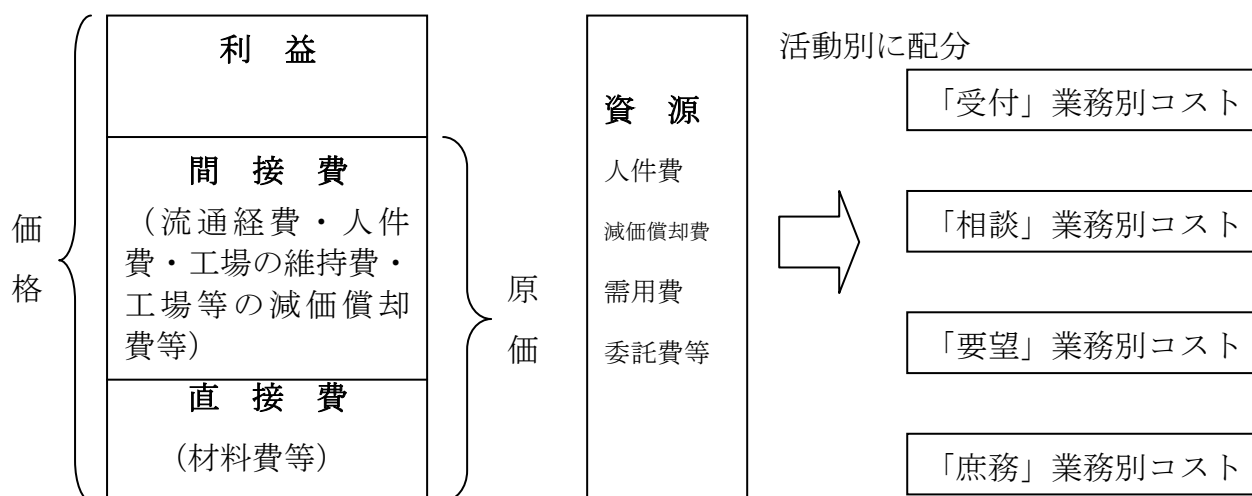 価
格
利　益
間　接　費
（流通経費・人件
費・工場の維持費・
工場等の減価償却
費等）
直　接　費
（材料費等）
原
価
資　源
人件費
減価償却費
需用費
委託費等
活動別に配分
「受付」業務別コスト
「相談」業務別コスト
「要望」業務別コスト
「庶務」業務別コスト